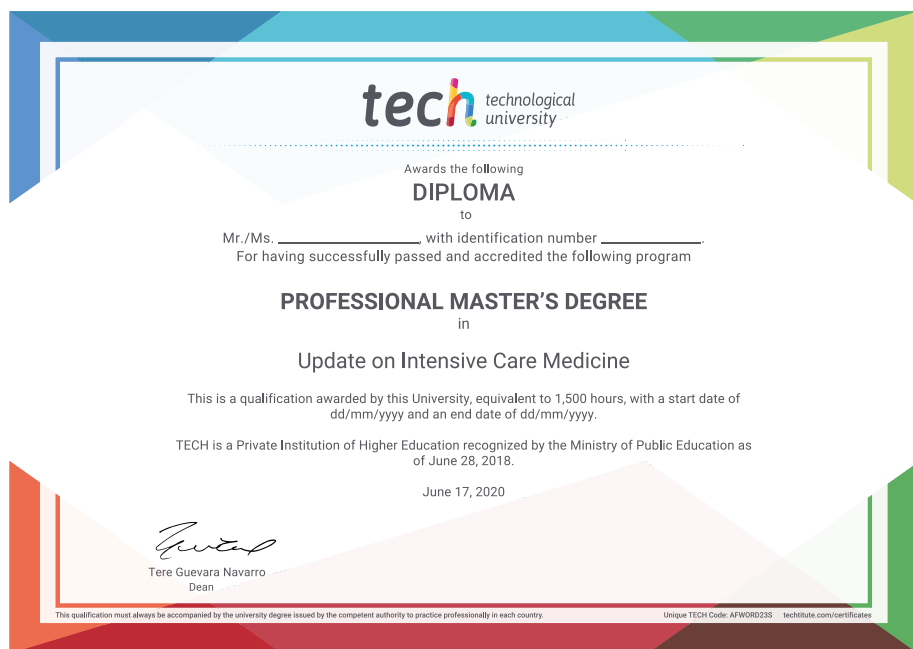 tech technological
university
Awards the following
DIPLOMA
to
Mr./Ms. ____________________, with identification number ______________.
For having successfully passed and accredited the following program
PROFESSIONAL MASTER'S DEGREE
in
Update on Intensive Care Medicine
This is a qualification awarded by this University, equivalent to 1,500 hours, with a start date of
dd/mm/yyyy and an end date of dd/mm/yyyy.
TECH is a Private Institution of Higher Education recognized by the Ministry of Public Education as
of June 28, 2018.
June 17, 2020
Tere Guevara Navarro
Dean
This qualification must always be accompanied by the university degree issued by the competent authority to practice professionally in each country.
Unique TECH Code: AFWORD23S techtitute.com/certificates